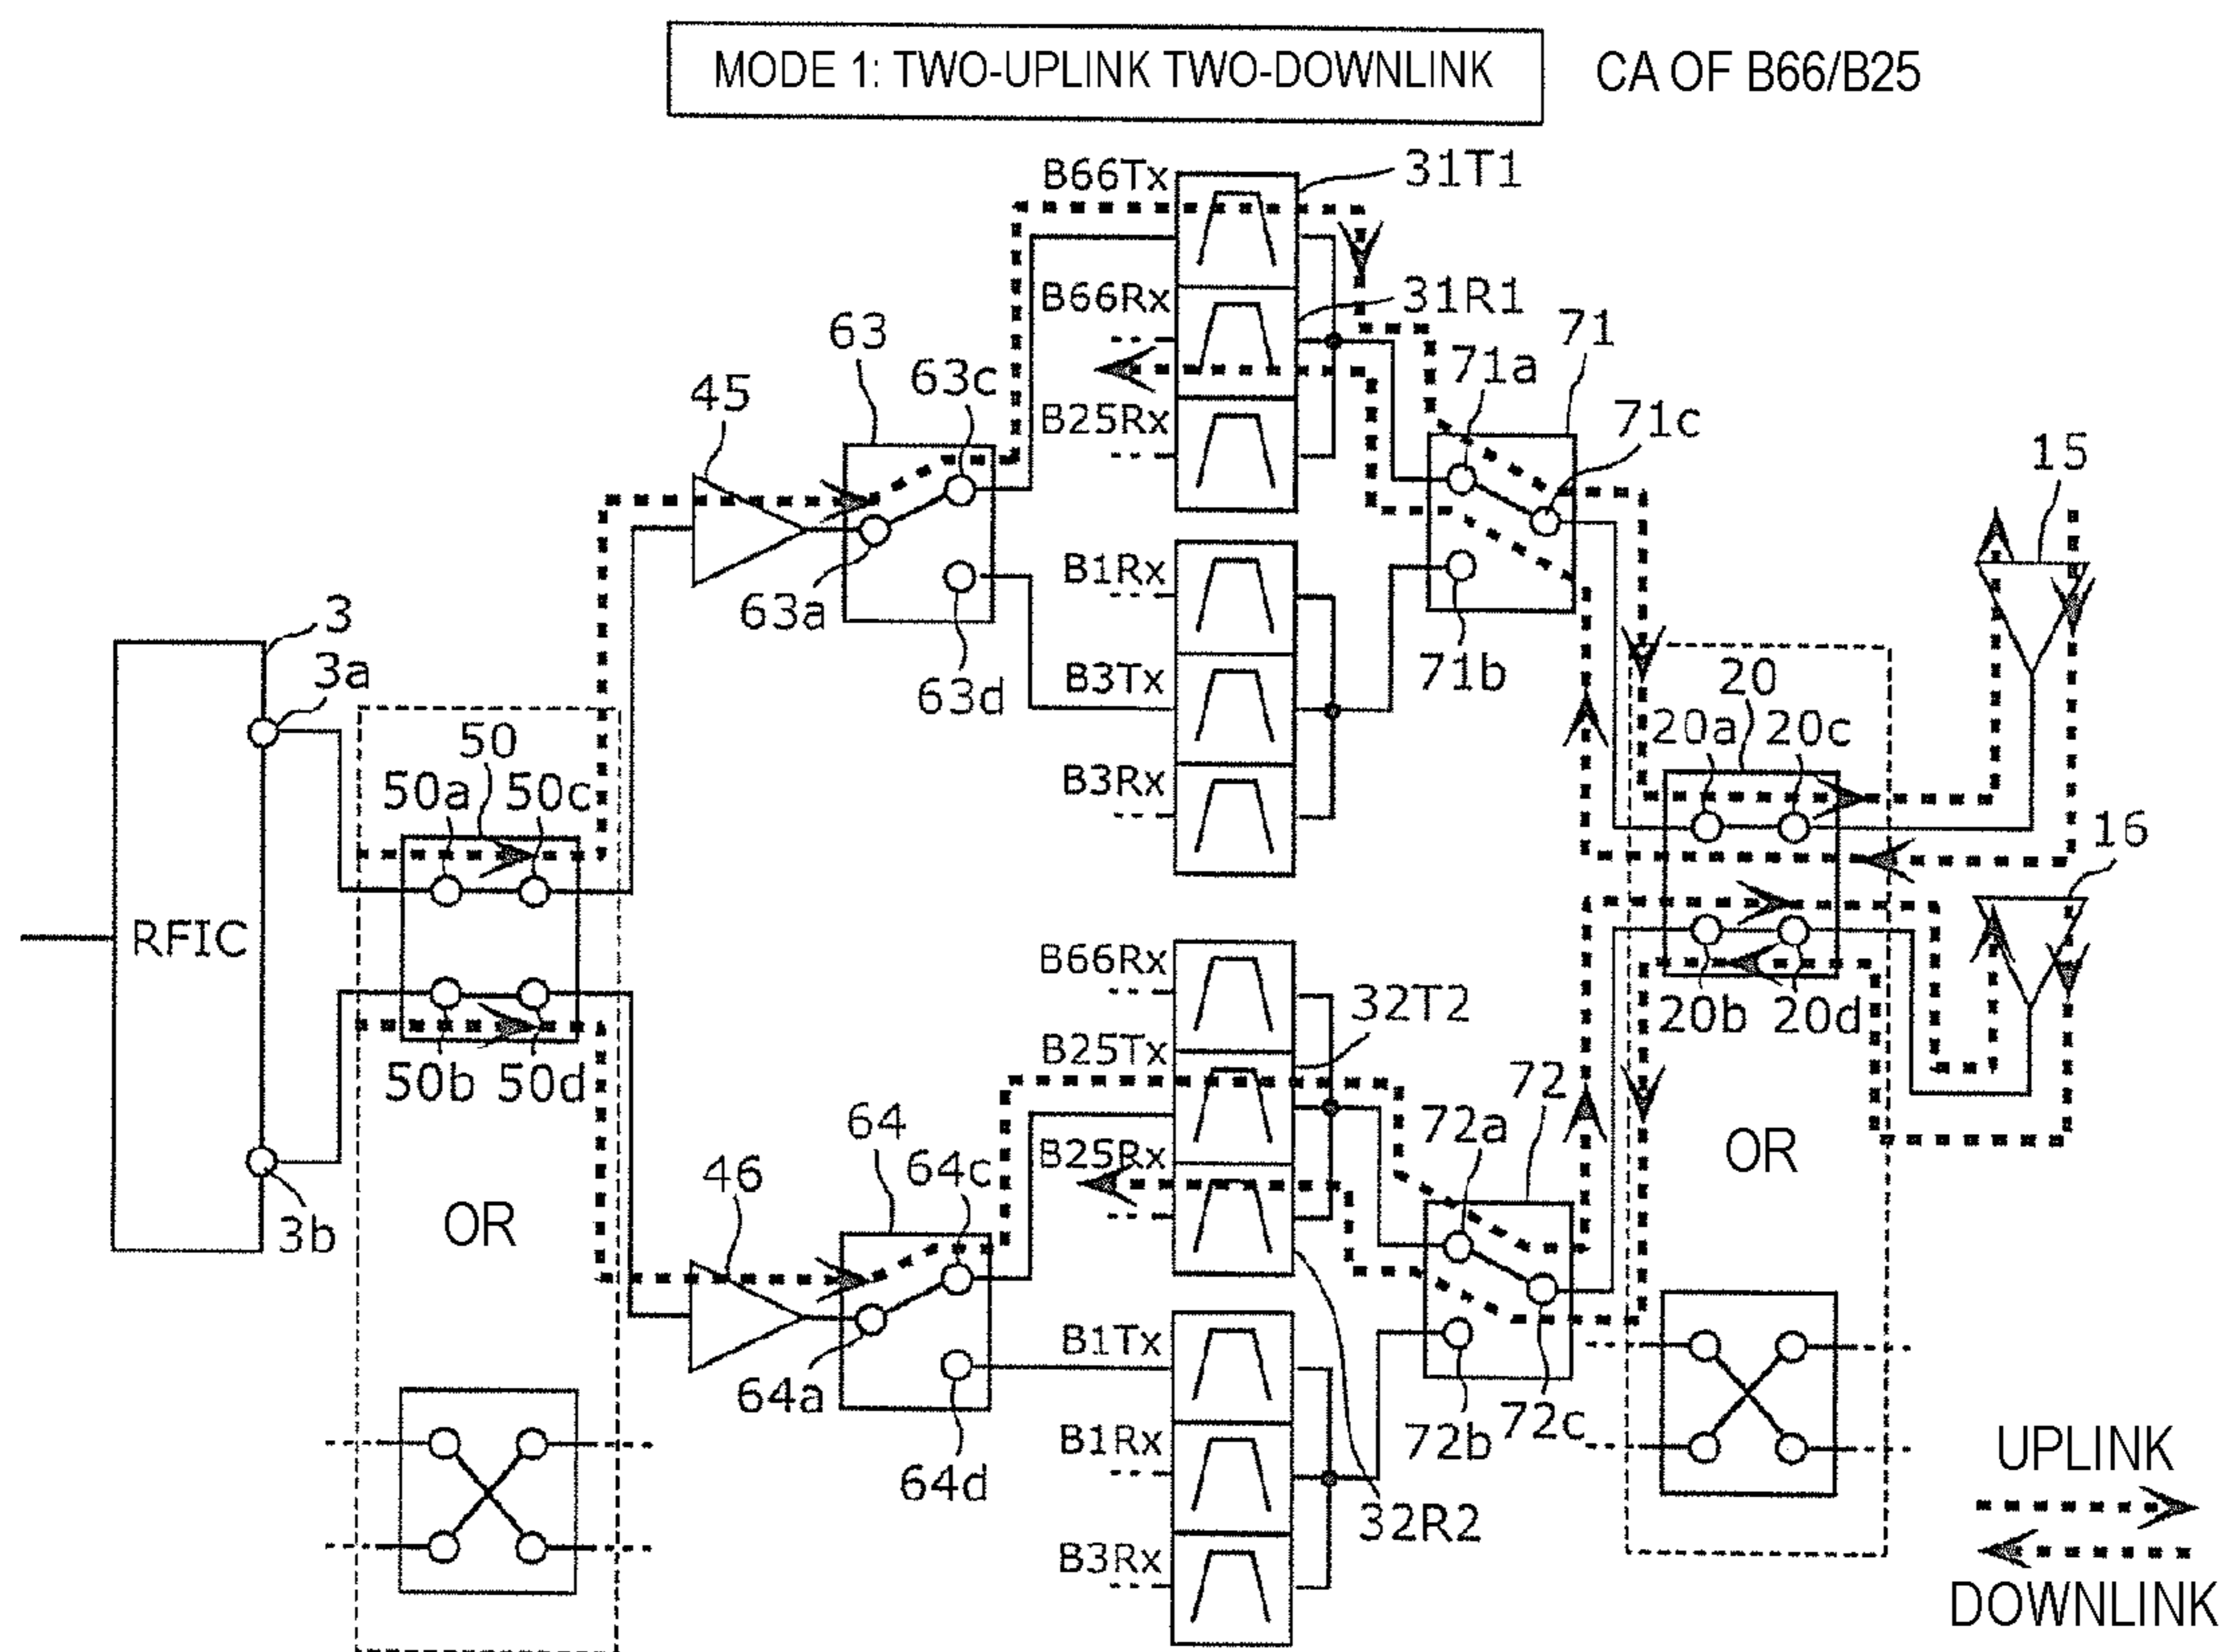 MODE 1: TWO-UPLINK TWO-DOWNLINK CA OF B66/B25
B66Tx 31T1
B66Rx 31R1
63 71
63c 71a
45 B25Rx 71c
15
B1Rx
63a
3
3a 63d B3Tx 71b 20
50 20a 20c
50a 50c B3Rx
16
RFIC B66Rx
32T2 20b 20d
50b 50d B25Tx
64 72a 72
46 64c B25Rx OR
3b OR
B1Tx
64a 72b 72c
64d B1Rx UPLINK
32R2
B3Rx
DOWNLINK